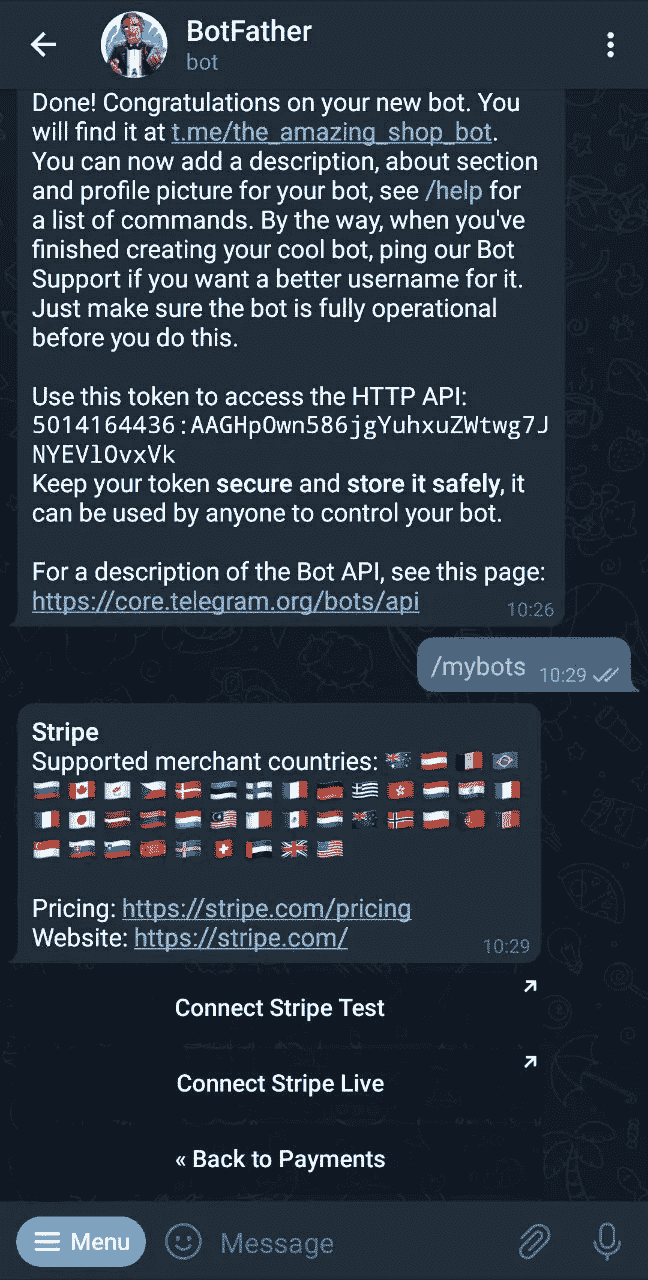 BotFather
bot
Done! Congratulations on your new bot. You
will find it at t.me/the_amazing_shop_bot.
You can now add a description, about section
and profile picture for your bot, see /help for
a list of commands. By the way, when you've
finished creating your cool bot, ping our Bot
Support if you want a better username for it.
Just make sure the bot is fully operational
before you do this.
Use this token to access the HTTP API:
5014164436:AAGHpOwn586jgYuhxuZWtwg7J
NYEVlOvxVk
Keep your token secure and store it safely, it
can be used by anyone to control your bot.
For a description of the Bot API, see this page:
https://core.telegram.org/bots/api
10:26
/mybots 10:29
Stripe
Supported merchant countries:
Pricing: https://stripe.com/pricing
Website: https://stripe.com/
10:29
Connect Stripe Test
Connect Stripe Live
« Back to Payments
Menu
Message